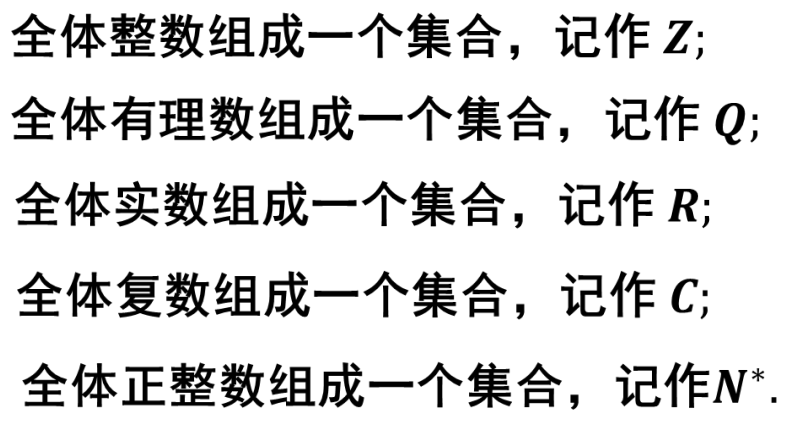 全体整数组成一个集合，记作 Z;
全体有理数组成一个集合，记作 Q;
全体实数组成一个集合，记作 R;
全体复数组成一个集合，记作 C;
全体正整数组成一个集合，记作N*.